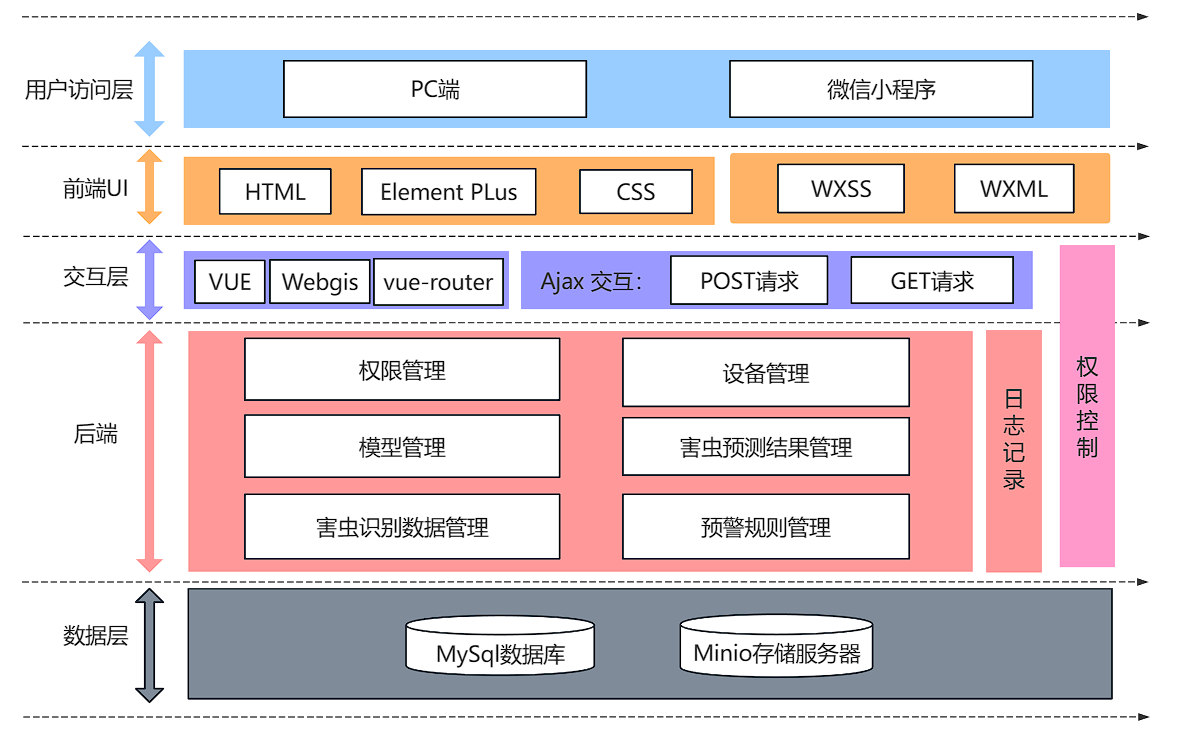 用户访问层
PC端
微信小程序
前端UI
HTML
Element PLus
CSS
WXSS
WXML
交互层
VUE
Webgis
vue-router
Ajax 交互：
POST请求
GET请求
后端
权限管理
设备管理
模型管理
害虫预测结果管理
害虫识别数据管理
预警规则管理
日志记录
权限控制
数据层
MySql数据库
Minio存储服务器